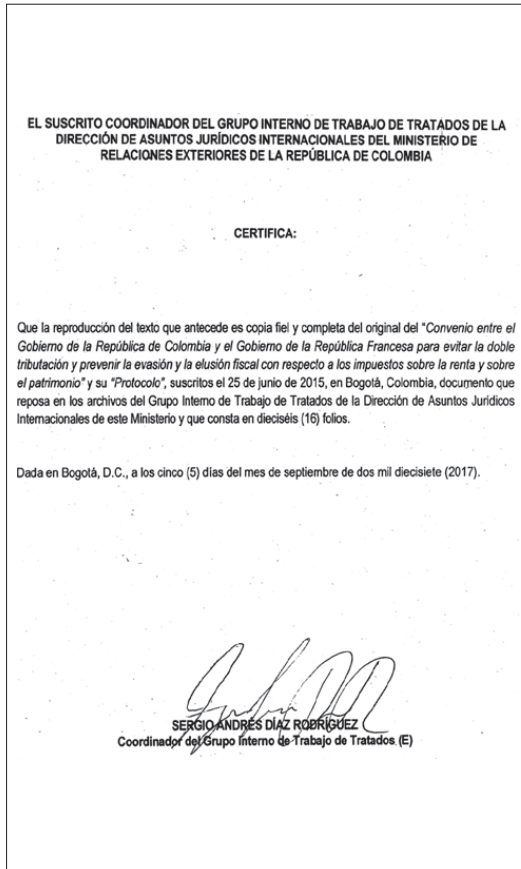 EL SUSCRITO COORDINADOR DEL GRUPO INTERNO DE TRABAJO DE TRATADOS DE LA
DIRECCIÓN DE ASUNTOS JURÍDICOS INTERNACIONALES DEL MINISTERIO DE
RELACIONES EXTERIORES DE LA REPÚBLICA DE COLOMBIA
CERTIFICA:
Que la reproducción del texto que antecede es copia fiel y completa del original del "Convenio entre el
Gobierno de la República de Colombia y el Gobierno de la República Francesa para evitar la doble
tributación y prevenir la evasión y la elusión fiscal con respecto a los impuestos sobre la renta y sobre
el patrimonio" y su "Protocolo", suscritos el 25 de junio de 2015, en Bogotá, Colombia, documento que
reposa en los archivos del Grupo Interno de Trabajo de Tratados de la Dirección de Asuntos Jurídicos
Internacionales de este Ministerio y que consta en dieciséis (16) folios.
Dada en Bogotá, D.C., a los cinco (5) días del mes de septiembre de dos mil diecisiete (2017).
SERGIO ANDRÉS DÍAZ RODRÍGUEZ
Coordinador del Grupo Interno de Trabajo de Tratados (E)